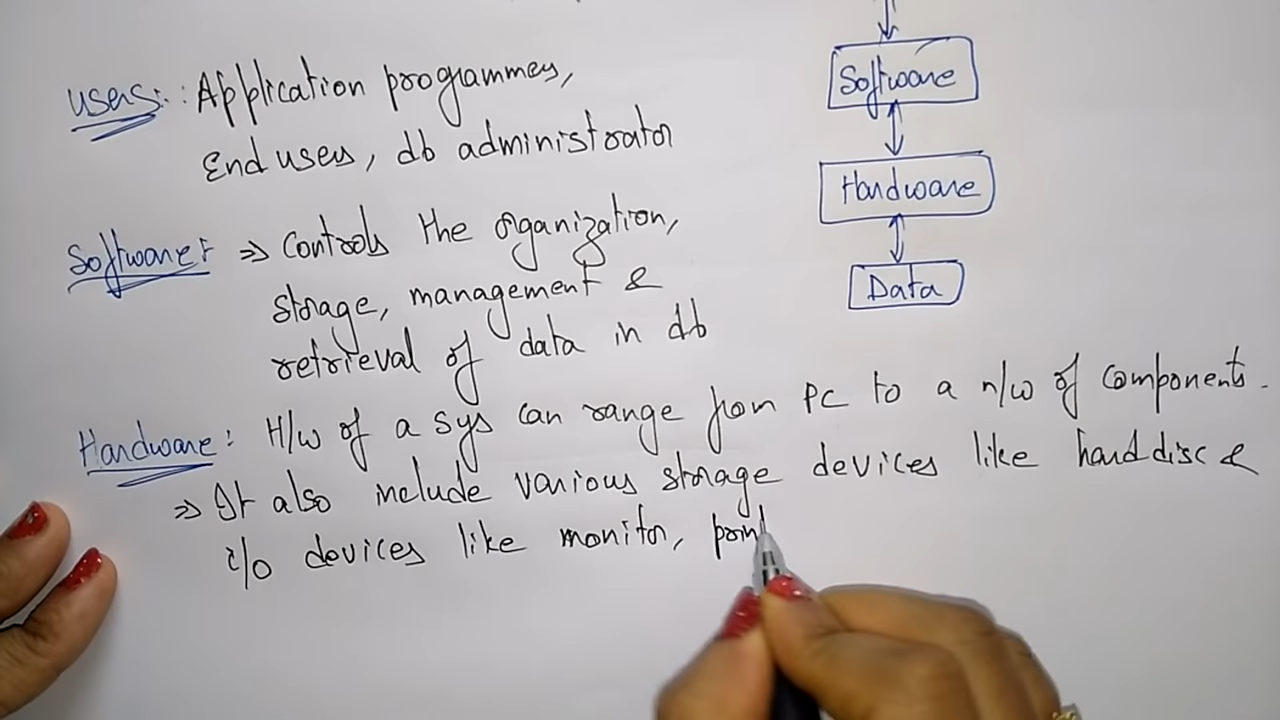 Users: Application programmers,
End users, db administrator
Software: ⇒ Controls the organization,
storage, management &
retrieval of data in db
Hardware: H/w of a sys can range from PC to a n/w of components.
⇒ It also include various storage devices like harddisc &
i/o devices like monitor, print
Software
Hardware
Data